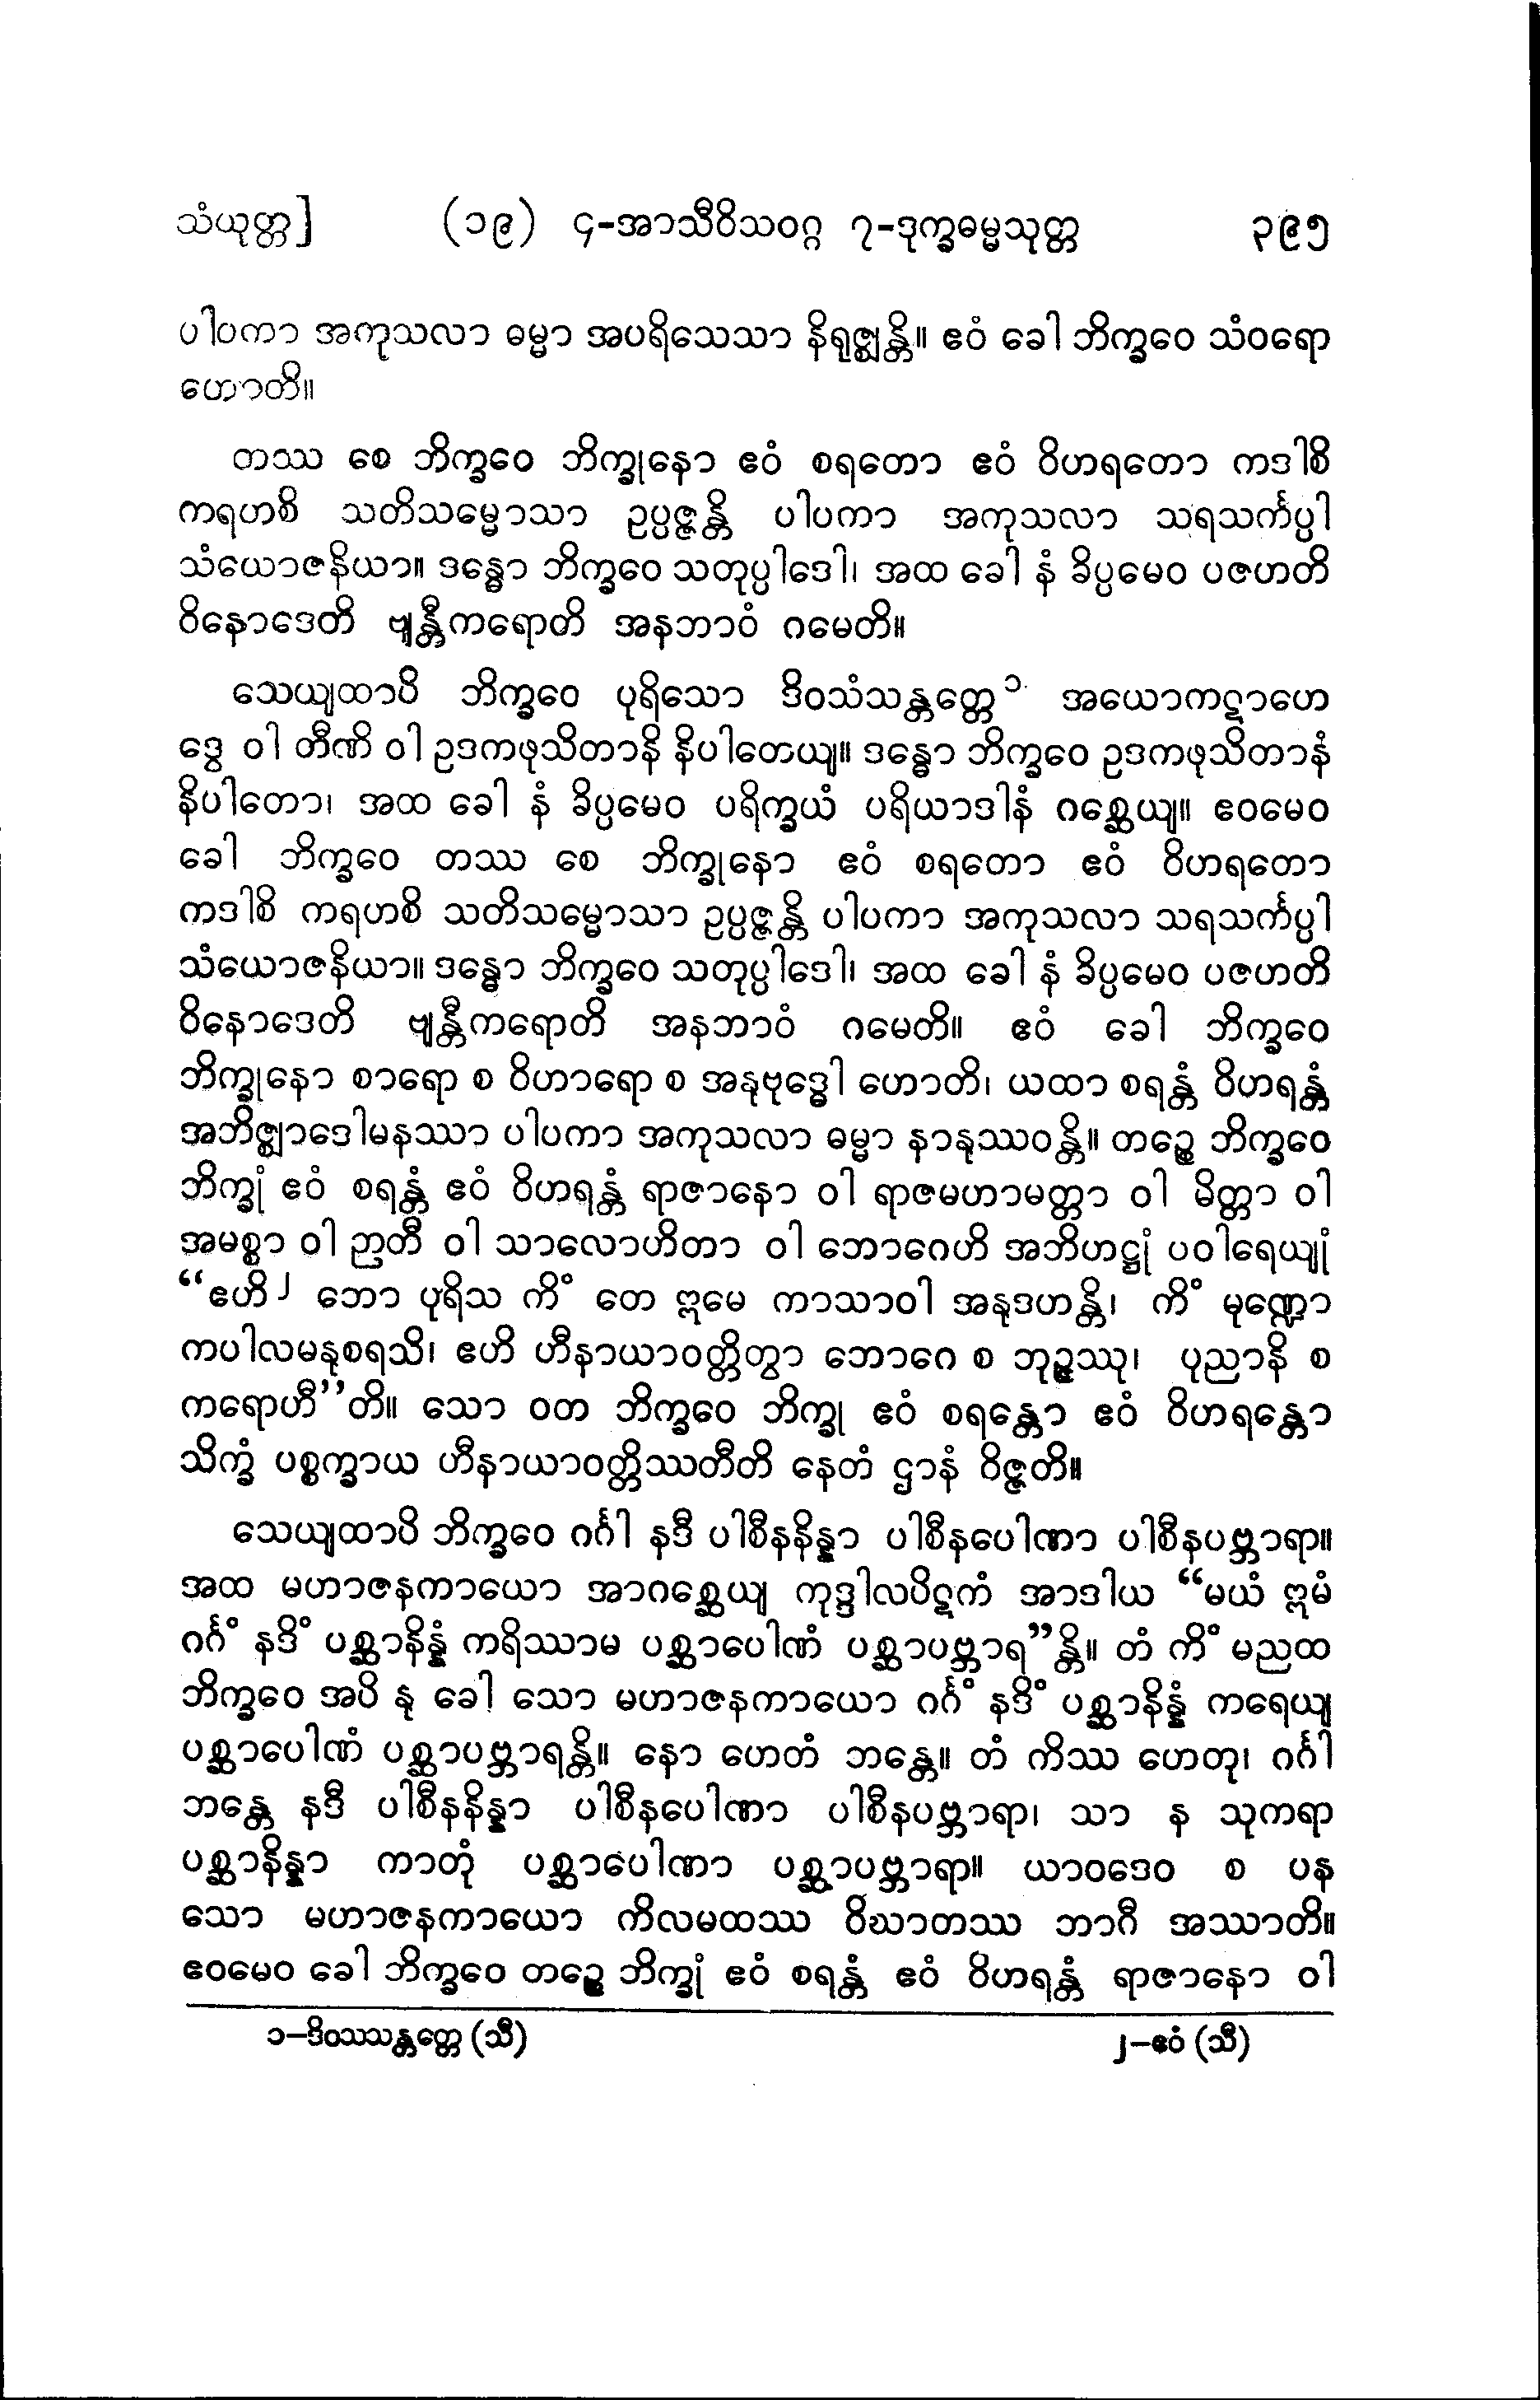 သံယုတ္တ] (၁၉) ၄-အာသီဝိသဝဂ္ဂ ၇-ဒုက္ခဓမ္မသုတ္တ ၃၉၅
ပါပကာ အကုသလာ ဓမ္မာ အပရိသေသာ နိရုဇ္ဈန္တိ။ ဧဝံ ခေါ ဘိက္ခဝေ သံဝရော
ဟောတိ။
တဿ စေ ဘိက္ခဝေ ဘိက္ခုနော ဧဝံ စရတော ဧဝံ ဝိဟရတော ကဒါစိ
ကရဟစိ သတိသမ္မောသာ ဥပ္ပဇ္ဇန္တိ ပါပကာ အကုသလာ သရသင်္ကပ္ပါ
သံယောဇနိယာ။ ဒန္ဓော ဘိက္ခဝေ သတုပ္ပါဒေါ၊ အထ ခေါ နံ ခိပ္ပမေဝ ပဇဟတိ
ဝိနောဒေတိ ဗျန္တီကရောတိ အနဘာဝံ ဂမေတိ။
သေယျထာပိ ဘိက္ခဝေ ပုရိသော ဒိဝသံသန္တတ္တေ၁ အယောကဋာဟေ
ဒွေ ဝါ တီဏိ ဝါ ဥဒကဖုသိတာနိ နိပါတေယျ။ ဒန္ဓော ဘိက္ခဝေ ဥဒကဖုသိတာနံ
နိပါတော၊ အထ ခေါ နံ ခိပ္ပမေဝ ပရိက္ခယံ ပရိယာဒါနံ ဂစ္ဆေယျ။ ဧဝမေဝ
ခေါ ဘိက္ခဝေ တဿ စေ ဘိက္ခုနော ဧဝံ စရတော ဧဝံ ဝိဟရတော
ကဒါစိ ကရဟစိ သတိသမ္မောသာ ဥပ္ပဇ္ဇန္တိ ပါပကာ အကုသလာ သရသင်္ကပ္ပါ
သံယောဇနိယာ။ ဒန္ဓော ဘိက္ခဝေ သတုပ္ပါဒေါ၊ အထ ခေါ နံ ခိပ္ပမေဝ ပဇဟတိ
ဝိနောဒေတိ ဗျန္တီကရောတိ အနဘာဝံ ဂမေတိ။ ဧဝံ ခေါ ဘိက္ခဝေ
ဘိက္ခုနော စာရော စ ဝိဟာရော စ အနုဗုဒ္ဓေါ ဟောတိ၊ ယထာ စရန္တံ ဝိဟရန္တံ
အဘိဇ္ဈာဒေါမနဿာ ပါပကာ အကုသလာ ဓမ္မာ နာနုဿဝန္တိ။ တဉ္စေ ဘိက္ခဝေ
ဘိက္ခုံ ဧဝံ စရန္တံ ဧဝံ ဝိဟရန္တံ ရာဇာနော ဝါ ရာဇမဟာမတ္တာ ဝါ မိတ္တာ ဝါ
အမစ္စာ ဝါ ဉာတီ ဝါ သာလောဟိတာ ဝါ ဘောဂေဟိ အဘိဟဋ္ဌုံ ပဝါရေယျုံ
“ဧဟိ၂ ဘော ပုရိသ ကိံ တေ ဣမေ ကာသာဝါ အနုဒဟန္တိ၊ ကိံ မုဏ္ဍော
ကပါလမနုစရသိ၊ ဧဟိ ဟီနာယာဝတ္တိတွာ ဘောဂေ စ ဘုဉ္ဇဿု၊ ပုညာနိ စ
ကရောဟီ”တိ။ သော ဝတ ဘိက္ခဝေ ဘိက္ခု ဧဝံ စရန္တော ဧဝံ ဝိဟရန္တော
သိက္ခံ ပစ္စက္ခာယ ဟီနာယာဝတ္တိဿတီတိ နေတံ ဌာနံ ဝိဇ္ဇတိ။
သေယျထာပိ ဘိက္ခဝေ ဂင်္ဂါ နဒီ ပါစီနနိန္နာ ပါစီနပေါဏာ ပါစီနပဗ္ဘာရာ။
အထ မဟာဇနကာယော အာဂစ္ဆေယျ ကုဒ္ဒါလပိဋကံ အာဒါယ “မယံ ဣမံ
ဂင်္ဂံ နဒိံ ပစ္ဆာနိန္နံ ကရိဿာမ ပစ္ဆာပေါဏံ ပစ္ဆာပဗ္ဘာရ”န္တိ။ တံ ကိံ မညထ
ဘိက္ခဝေ အပိ နု ခေါ သော မဟာဇနကာယော ဂင်္ဂံ နဒိံ ပစ္ဆာနိန္နံ ကရေယျ
ပစ္ဆာပေါဏံ ပစ္ဆာပဗ္ဘာရန္တိ။ နော ဟေတံ ဘန္တေ။ တံ ကိဿ ဟေတု၊ ဂင်္ဂါ
ဘန္တေ နဒီ ပါစီနနိန္နာ ပါစီနပေါဏာ ပါစီနပဗ္ဘာရာ၊ သာ န သုကရာ
ပစ္ဆာနိန္နာ ကာတုံ ပစ္ဆာပေါဏာ ပစ္ဆာပဗ္ဘာရာ။ ယာဝဒေဝ စ ပန
သော မဟာဇနကာယော ကိလမထဿ ဝိဃာတဿ ဘာဂီ အဿာတိ။
ဧဝမေဝ ခေါ ဘိက္ခဝေ တဉ္စေ ဘိက္ခုံ ဧဝံ စရန္တံ ဧဝံ ဝိဟရန္တံ ရာဇာနော ဝါ
၁-ဒိဝသသန္တတ္တေ (သီ) ၂-ဧဝံ (သီ)